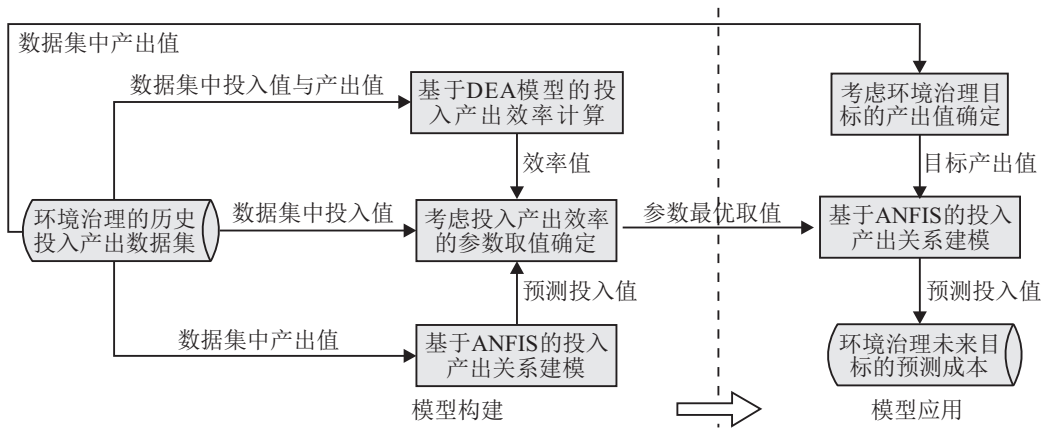 数据集中产出值
数据集中投入值与产出值
基于DEA模型的投
入产出效率计算
考虑环境治理目
标的产出值确定
效率值
目标产出值
环境治理的历史
投入产出数据集
数据集中投入值
考虑投入产出效率
的参数取值确定
参数最优取值
基于ANFIS的投入
产出关系建模
预测投入值
预测投入值
数据集中产出值
基于ANFIS的投入
产出关系建模
环境治理未来目
标的预测成本
模型构建
模型应用